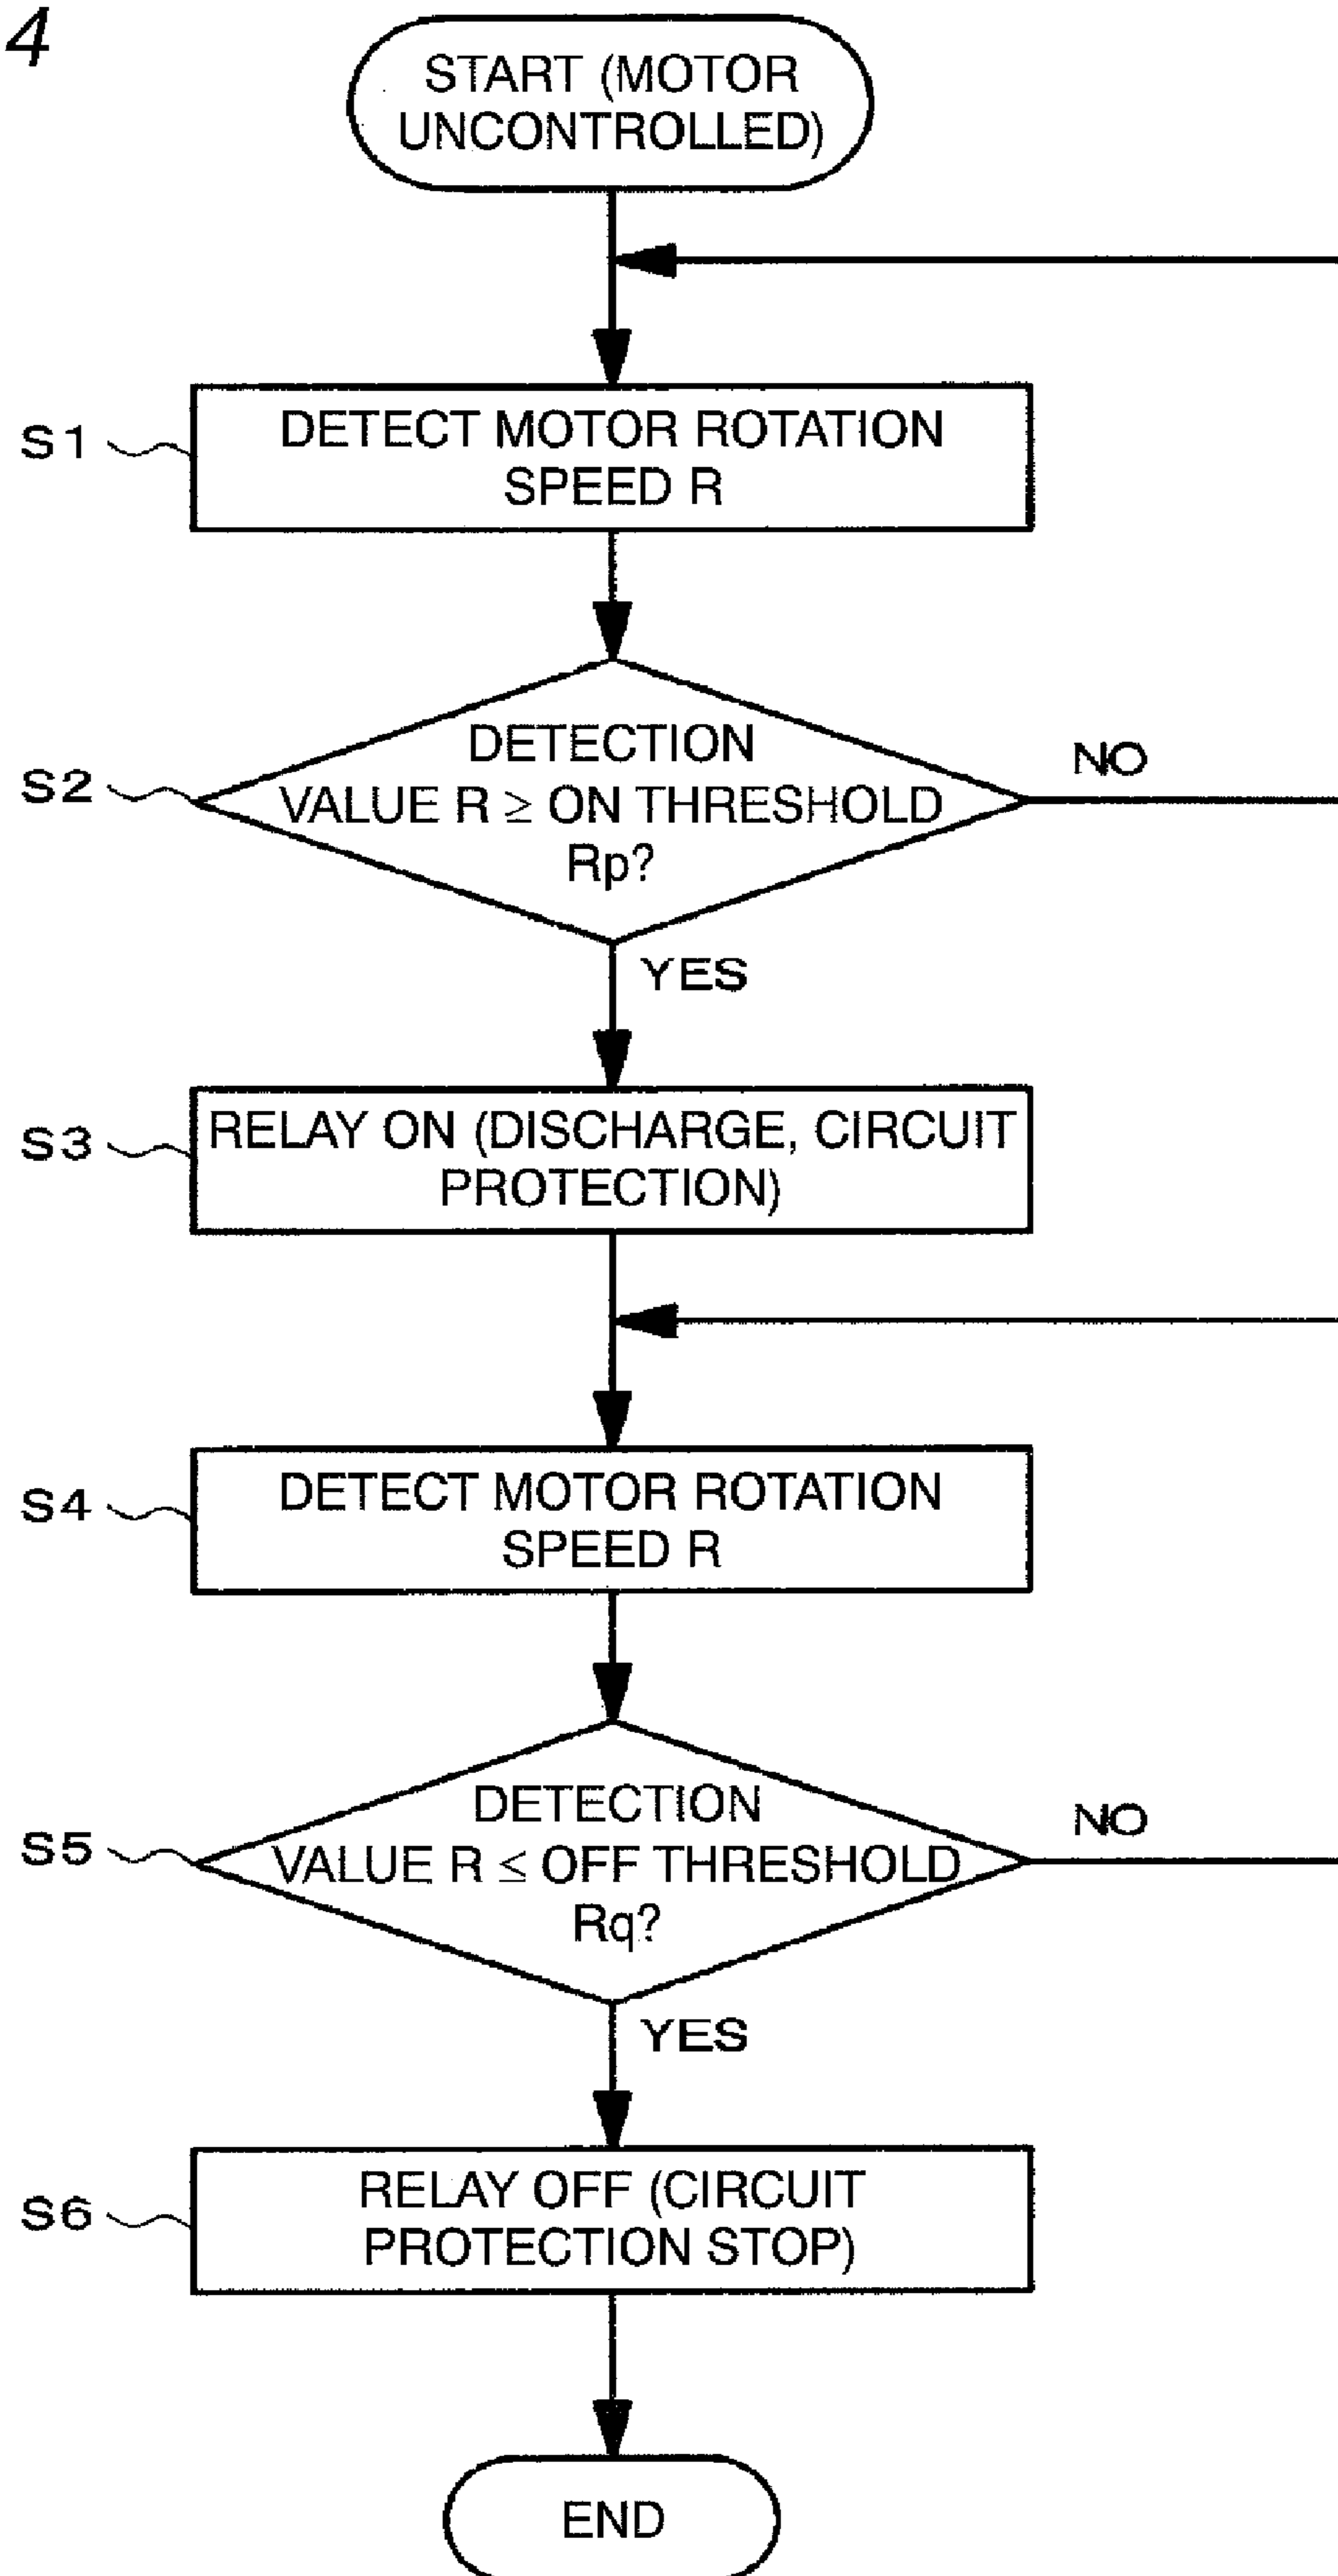 4
START (MOTOR
UNCONTROLLED)
S1
DETECT MOTOR ROTATION
SPEED R
S2
DETECTION
VALUE R ≥ ON THRESHOLD
Rp?
NO
YES
S3
RELAY ON (DISCHARGE, CIRCUIT
PROTECTION)
S4
DETECT MOTOR ROTATION
SPEED R
S5
DETECTION
VALUE R ≤ OFF THRESHOLD
Rq?
NO
YES
S6
RELAY OFF (CIRCUIT
PROTECTION STOP)
END